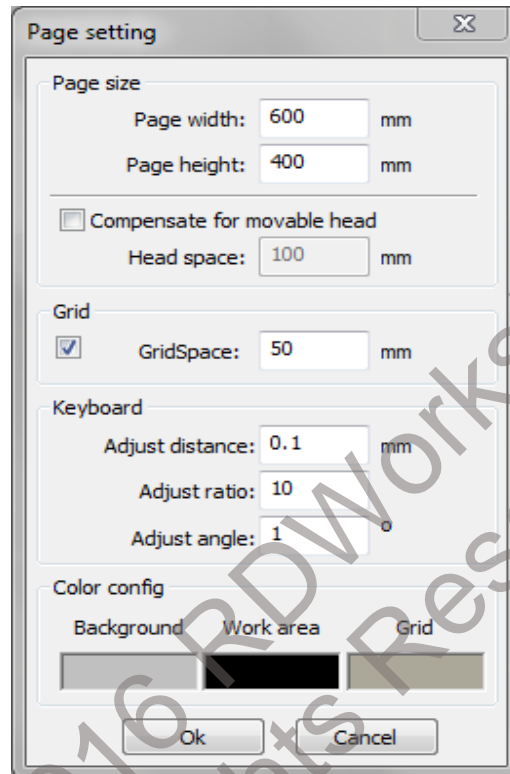 Page setting
Page size
Page width: 600 mm
Page height: 400 mm
Compensate for movable head
Head space: 100 mm
Grid
GridSpace: 50 mm
Keyboard
Adjust distance: 0.1 mm
Adjust ratio: 10
Adjust angle: 1 °
Color config
Background Work area Grid
Ok Cancel